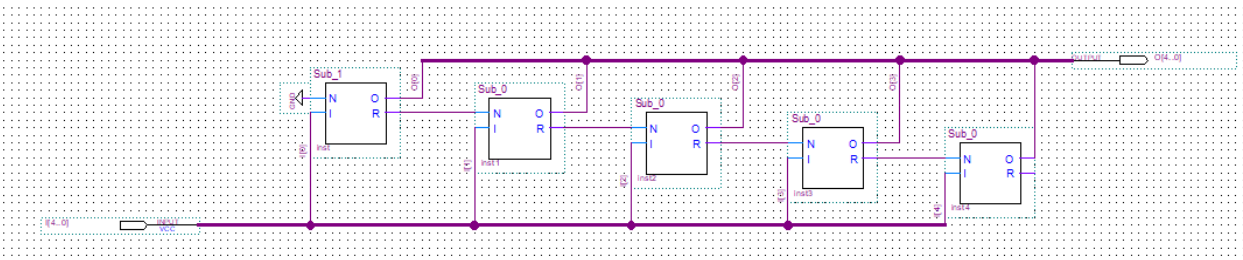 Sub_1
GND
N O
I R
inst
O[0]
I[0]
Sub_0
N O
I R
inst1
O[1]
I[1]
Sub_0
N O
I R
inst2
O[2]
I[2]
Sub_0
N O
I R
inst3
O[3]
Sub_0
N O
I R
inst4
I[4]
OUTPUT
O[4..0]
I[4..0]
INPUT
VCC